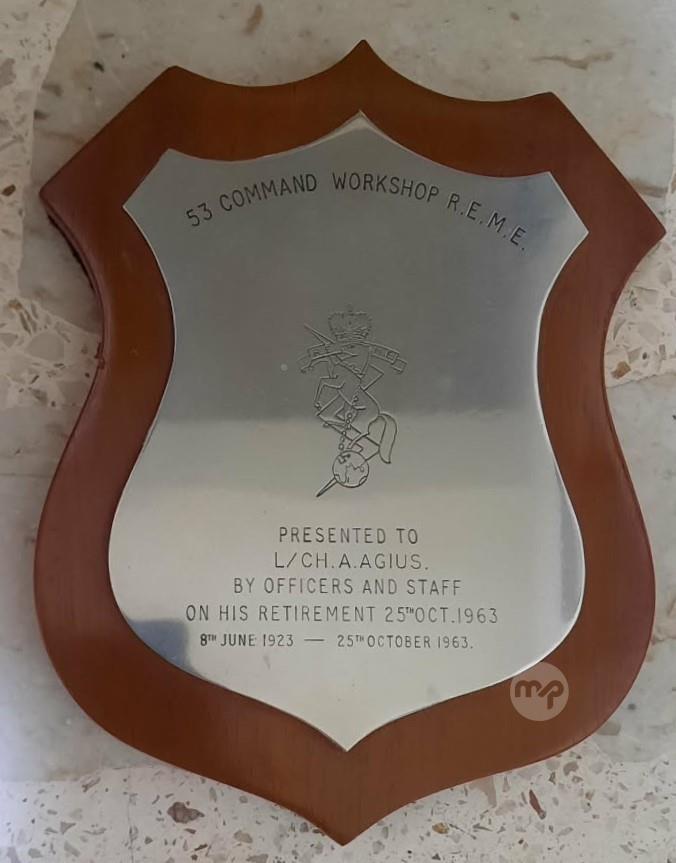 53 COMMAND WORKSHOP R.E.M.E.
R E M E
PRESENTED TO
L/CH.A.AGIUS.
BY OFFICERS AND STAFF
ON HIS RETIREMENT 25TH OCT.1963
8TH JUNE 1923 — 25TH OCTOBER 1963.
mp